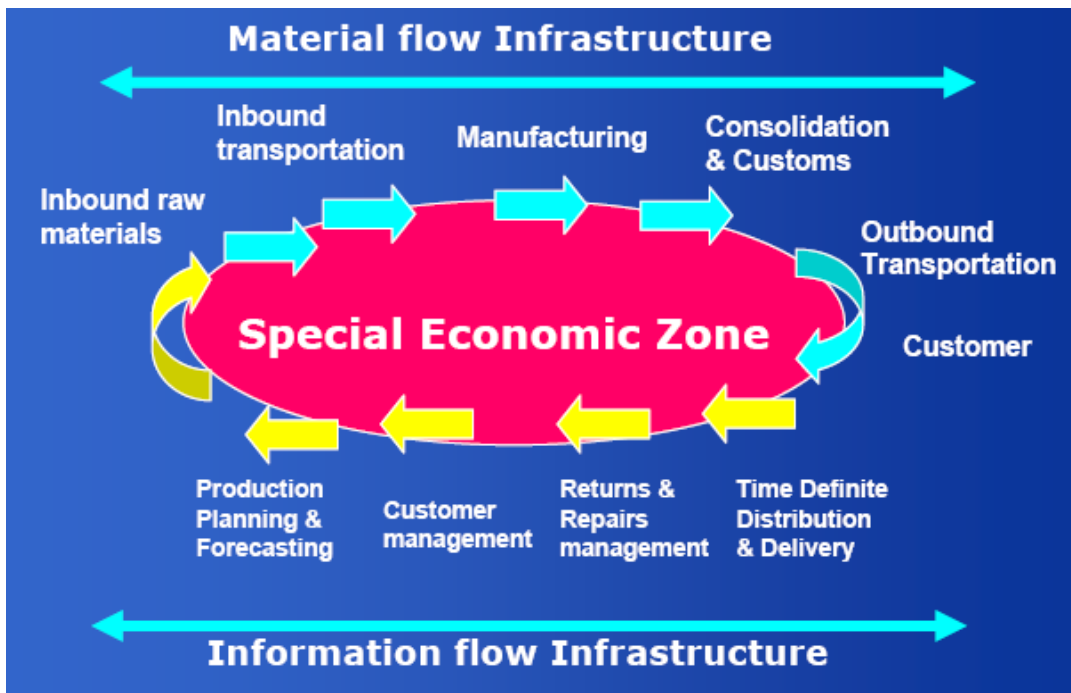 Material flow Infrastructure
Inbound
transportation
Manufacturing
Consolidation
& Customs
Inbound raw
materials
Outbound
Transportation
Special Economic Zone
Customer
Production
Planning &
Forecasting
Customer
management
Returns &
Repairs
management
Time Definite
Distribution
& Delivery
Information flow Infrastructure